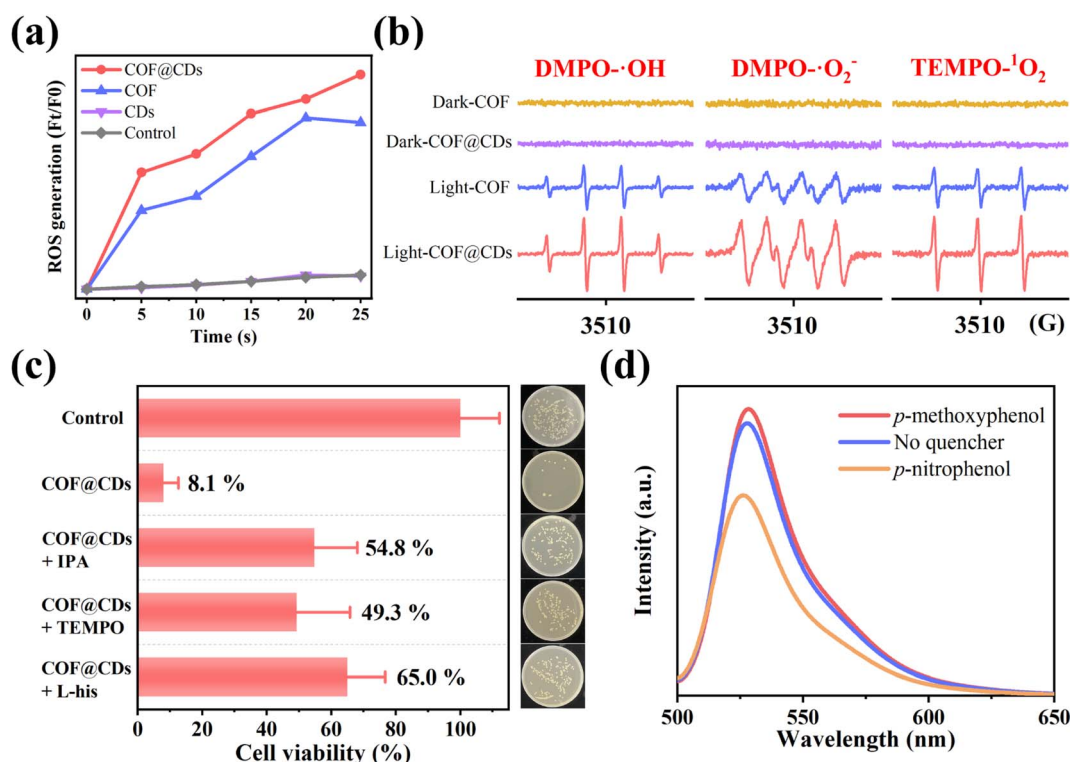 (a)
COF@CDs
COF
CDs
Control
ROS generation (Ft/F0)
0 5 10 15 20 25
Time (s)
(b)
DMPO-·OH DMPO-·O₂⁻ TEMPO-¹O₂
Dark-COF
Dark-COF@CDs
Light-COF
Light-COF@CDs
3510 3510 3510 (G)
(c)
Control
COF@CDs
8.1 %
COF@CDs
+ IPA
54.8 %
COF@CDs
+ TEMPO
49.3 %
COF@CDs
+ L-his
65.0 %
0 20 40 60 80 100
Cell viability (%)
(d)
p-methoxyphenol
No quencher
p-nitrophenol
Intensity (a.u.)
500 550 600 650
Wavelength (nm)